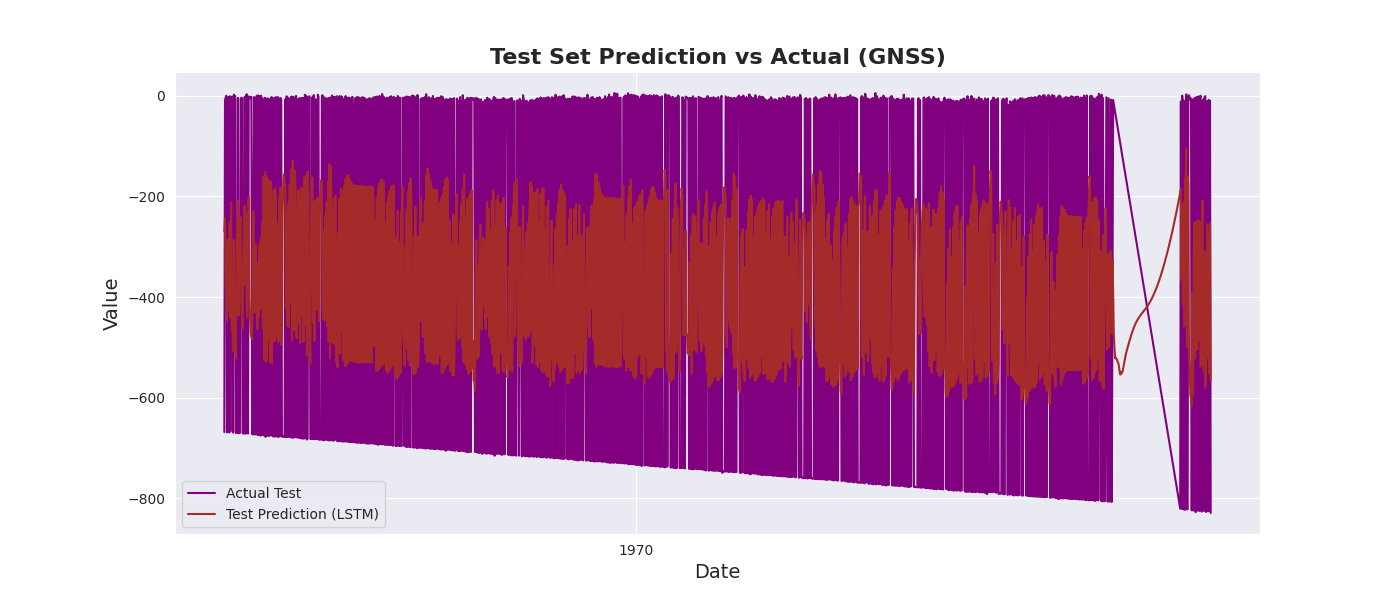 Test Set Prediction vs Actual (GNSS)
0
−200
−400
−600
−800
Value
Actual Test
Test Prediction (LSTM)
1970
Date